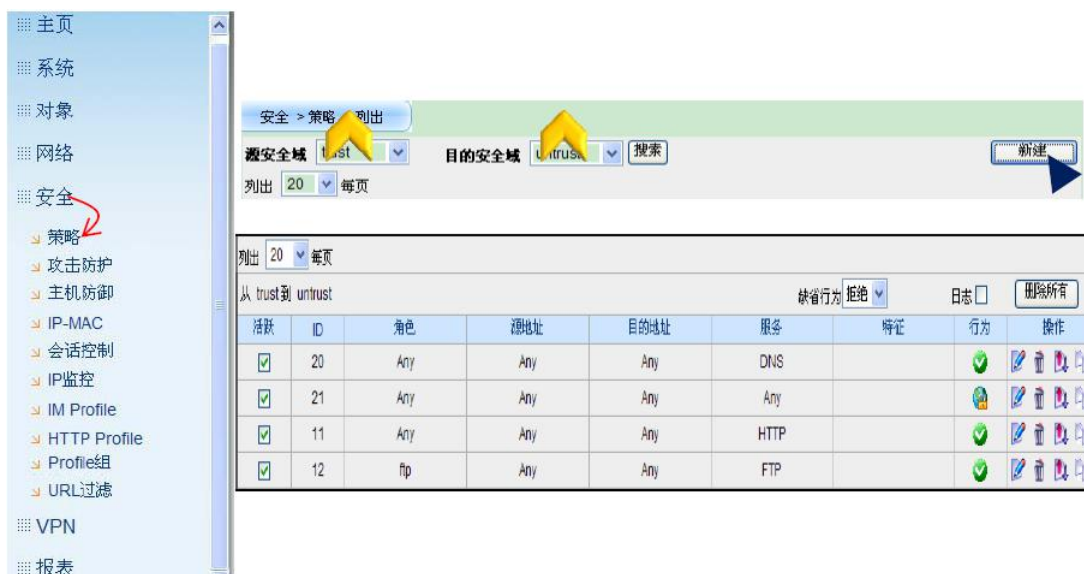 主页
系统
对象
网络
安全
策略
攻击防护
主机防御
IP-MAC
会话控制
IP监控
IM Profile
HTTP Profile
Profile组
URL过滤
VPN
报表
安全 > 策略 列出
源安全域 trust 目的安全域 untrust 搜索 新建
列出 20 每页
列出 20 每页
从 trust到 untrust 缺省行为 拒绝 日志 删除所有
活跃 ID 角色 源地址 目的地址 服务 特征 行为 操作
20 Any Any Any DNS
21 Any Any Any Any
11 Any Any Any HTTP
12 ftp Any Any FTP